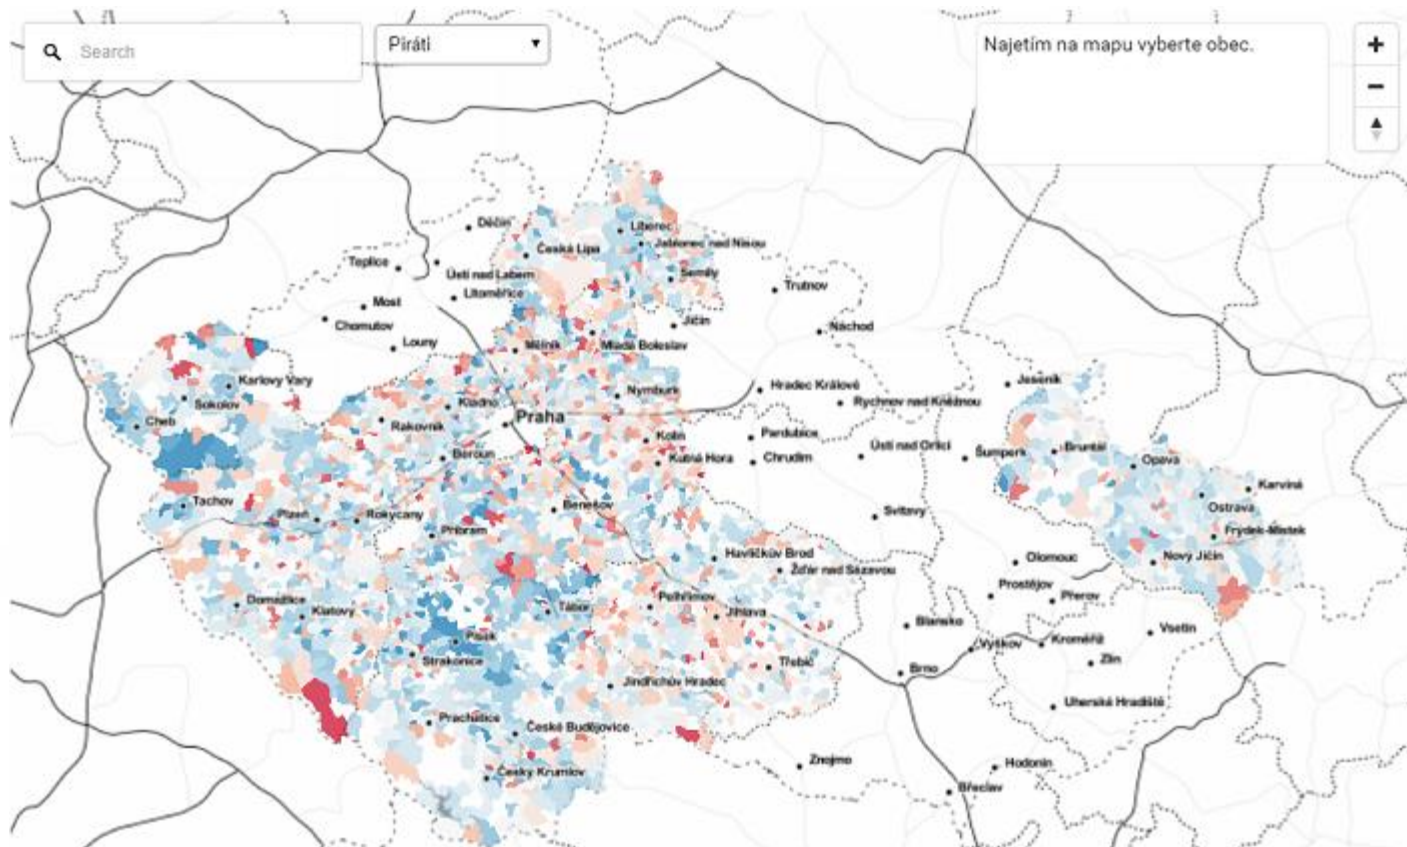 Search
Piráti
Najetím na mapu vyberte obec.
Děčín
Liberec
Jablonec nad Nisou
Česká Lípa
Teplice
Ústí nad Labem
Semily
Litoměřice
Trutnov
Most
Chomutov
Jičín
Náchod
Louny
Mělník
Mladá Boleslav
Karlovy Vary
Jeseník
Hradec Králové
Nymburk
Sokolov
Kladno
Rychnov nad Kněžnou
Praha
Cheb
Rakovník
Kolín
Pardubice
Ústí nad Orlicí
Bruntál
Beroun
Kutná Hora
Chrudim
Šumperk
Opava
Karviná
Tachov
Benešov
Ostrava
Plzeň
Rokycany
Svitavy
Příbram
Frýdek-Místek
Havlíčkův Brod
Olomouc
Nový Jičín
Žďár nad Sázavou
Prostějov
Přerov
Domažlice
Klatovy
Tábor
Pelhřimov
Jihlava
Blansko
Vsetín
Písek
Vyškov
Kroměříž
Strakonice
Třebíč
Brno
Zlín
Jindřichův Hradec
Uherské Hradiště
Prachatice
České Budějovice
Znojmo
Hodonín
Český Krumlov
Břeclav